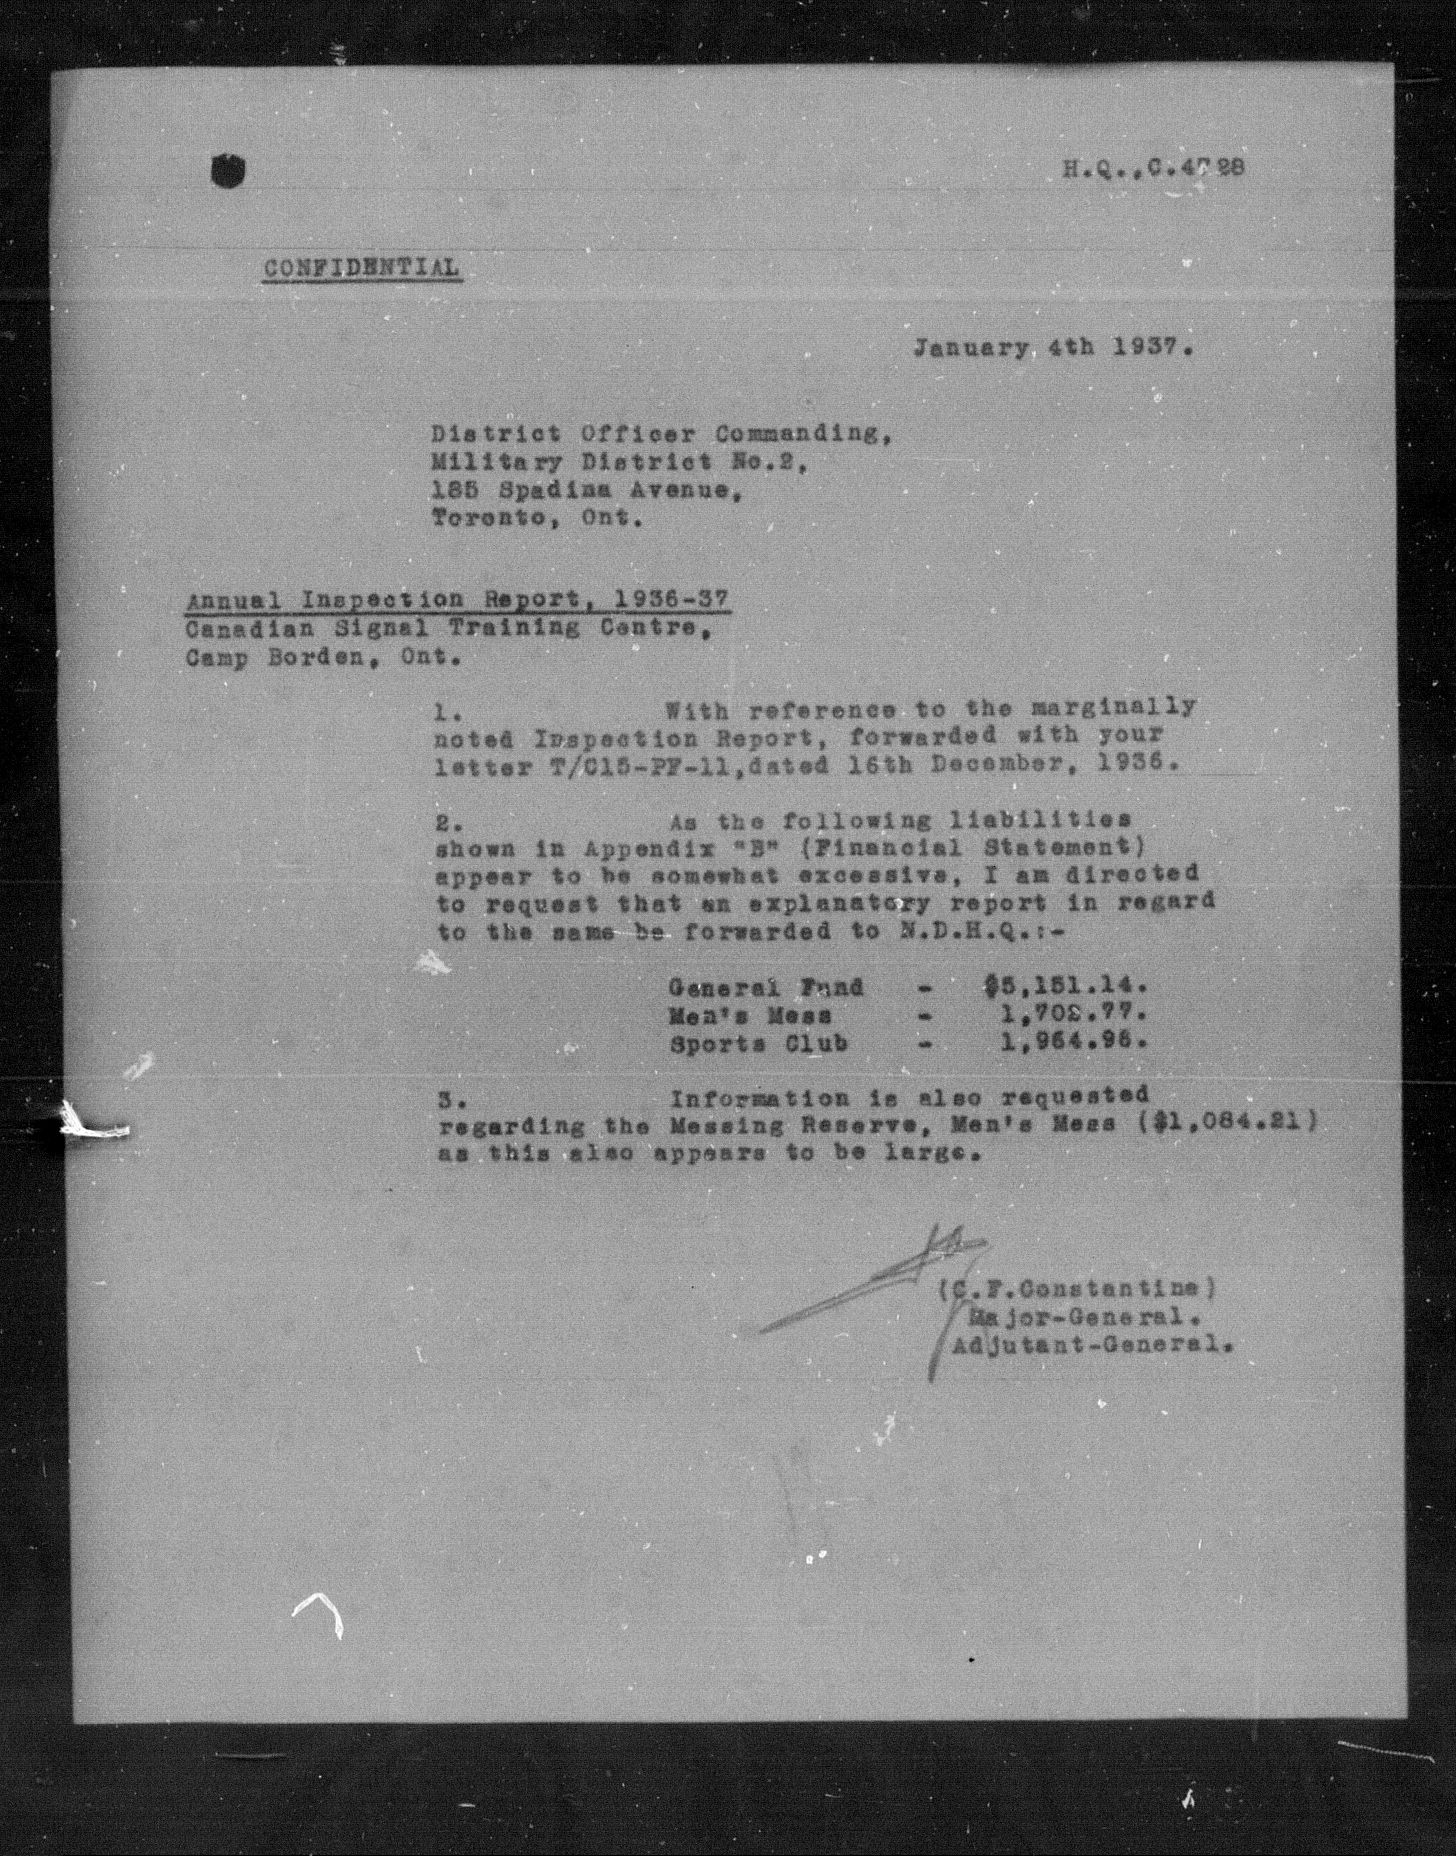 H.Q.,C.4728
CONFIDENTIAL
January 4th 1937.
District Officer Commanding,
Military District No.2,
185 Spadina Avenue,
Toronto, Ont.
Annual Inspection Report, 1936-37
Canadian Signal Training Centre,
Camp Borden, Ont.
1. With reference to the marginally
noted Inspection Report, forwarded with your
letter T/C15-PF-11,dated 16th December, 1936.
2. As the following liabilities
shown in Appendix "B" (Financial Statement)
appear to be somewhat excessive, I am directed
to request that an explanatory report in regard
to the same be forwarded to N.D.H.Q.:-
General Fund - $5,151.14.
Men's Mess - 1,702.77.
Sports Club - 1,964.96.
3. Information is also requested
regarding the Messing Reserve, Men's Mess ($1,084.21)
as this also appears to be large.
(C.F.Constantine)
Major-General.
Adjutant-General.